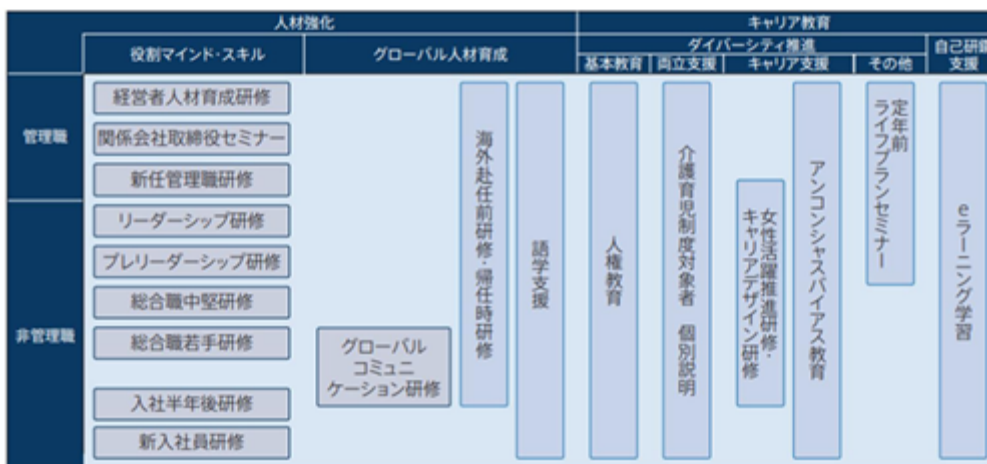 人材強化
キャリア教育
役割マインド・スキル
グローバル人材育成
ダイバーシティ推進
自己研鑽
支援
基本教育
両立支援
キャリア支援
その他
管理職
経営者人材育成研修
関係会社取締役セミナー
新任管理職研修
非管理職
リーダーシップ研修
プレリーダーシップ研修
総合職中堅研修
総合職若手研修
入社半年後研修
新入社員研修
グローバル
コミュニ
ケーション研修
海外赴任前研修・帰任時研修
語学支援
人権教育
介護育児制度対象者 個別説明
女性活躍推進研修・
キャリアデザイン研修
アンコンシャスバイアス教育
定年前
ライフプランセミナー
eラーニング学習